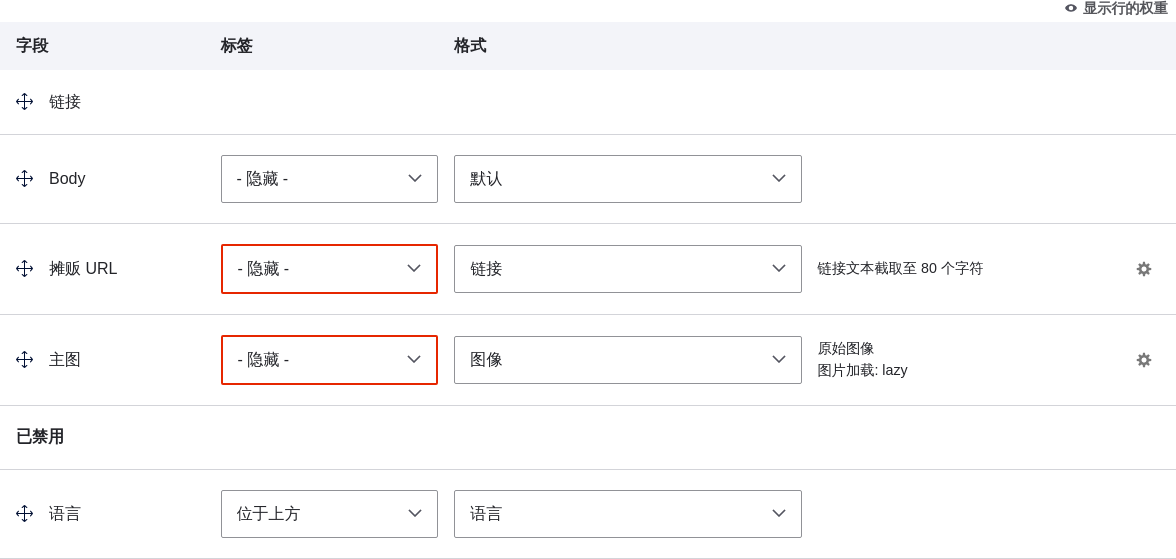 显示行的权重
字段 标签 格式
链接
Body - 隐藏 - 默认
摊贩 URL - 隐藏 - 链接 链接文本截取至 80 个字符
主图 - 隐藏 - 图像 原始图像
图片加载: lazy
已禁用
语言 位于上方 语言